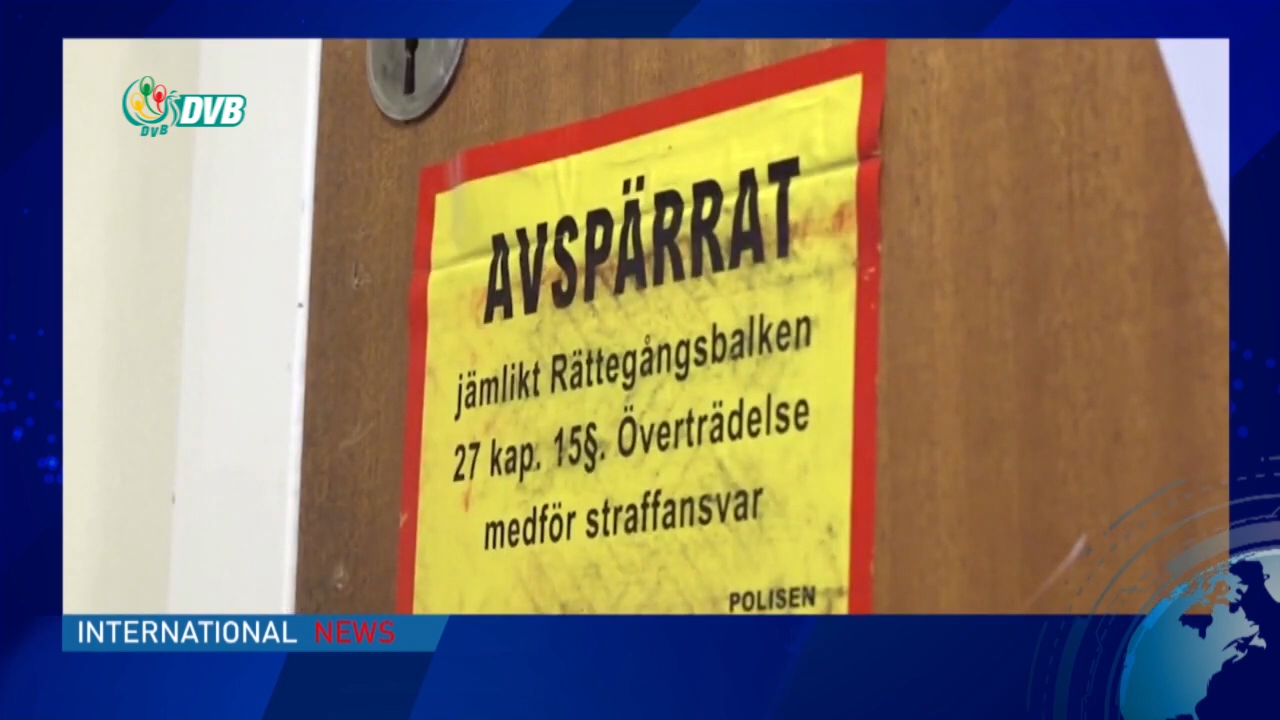 DVB
DvB
AVSPÄRRAT
jämlikt Rättegångsbalken
27 kap. 15§. Överträdelse
medför straffansvar
POLISEN
INTERNATIONAL NEWS